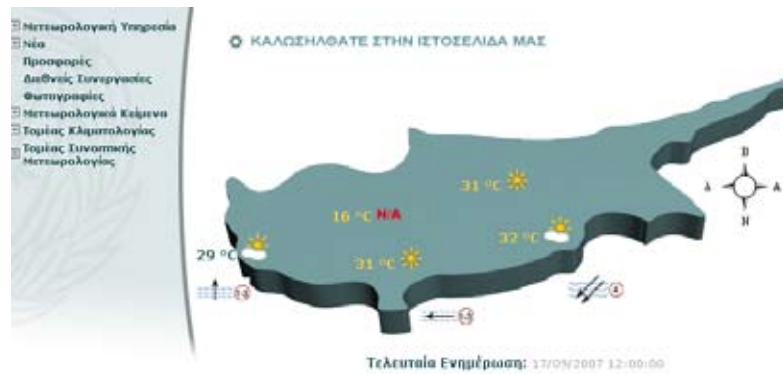 Μετεωρολογική Υπηρεσία
Νέα
Προσφορές
Διεθνείς Συνεργασίες
Φωτογραφίες
Μετεωρολογικά Κείμενα
Τομέας Κλιματολογίας
Τομέας Συνοπτικής
Μετεωρολογίας
ΚΑΛΩΣΗΛΘΑΤΕ ΣΤΗΝ ΙΣΤΟΣΕΛΙΔΑ ΜΑΣ
31 °C
16 °C N/A
32 °C
29 °C
31 °C
Β
Δ Α
Ν
4
Τελευταία Ενημέρωση: 17/09/2007 12:00:00